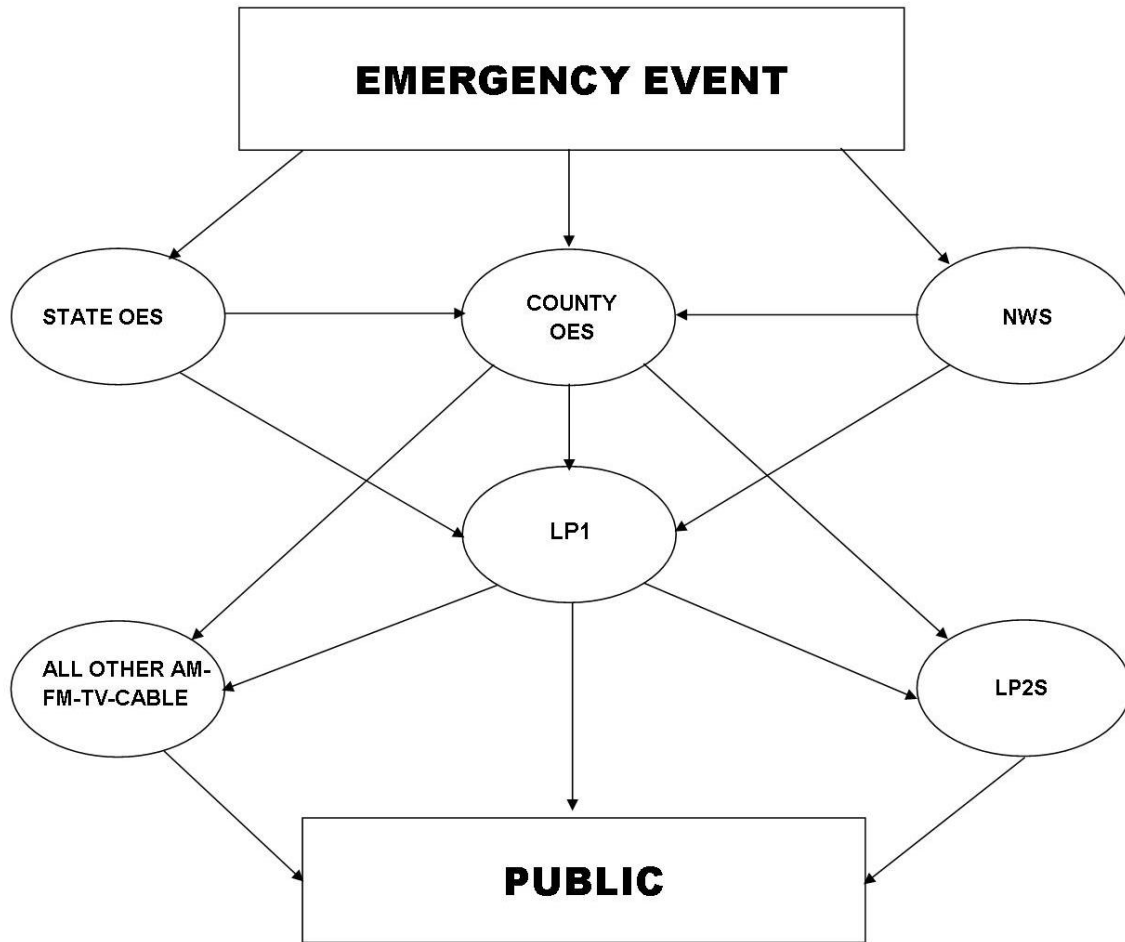 EMERGENCY EVENT
STATE OES
COUNTY
OES
NWS
LP1
ALL OTHER AM-
FM-TV-CABLE
LP2S
PUBLIC